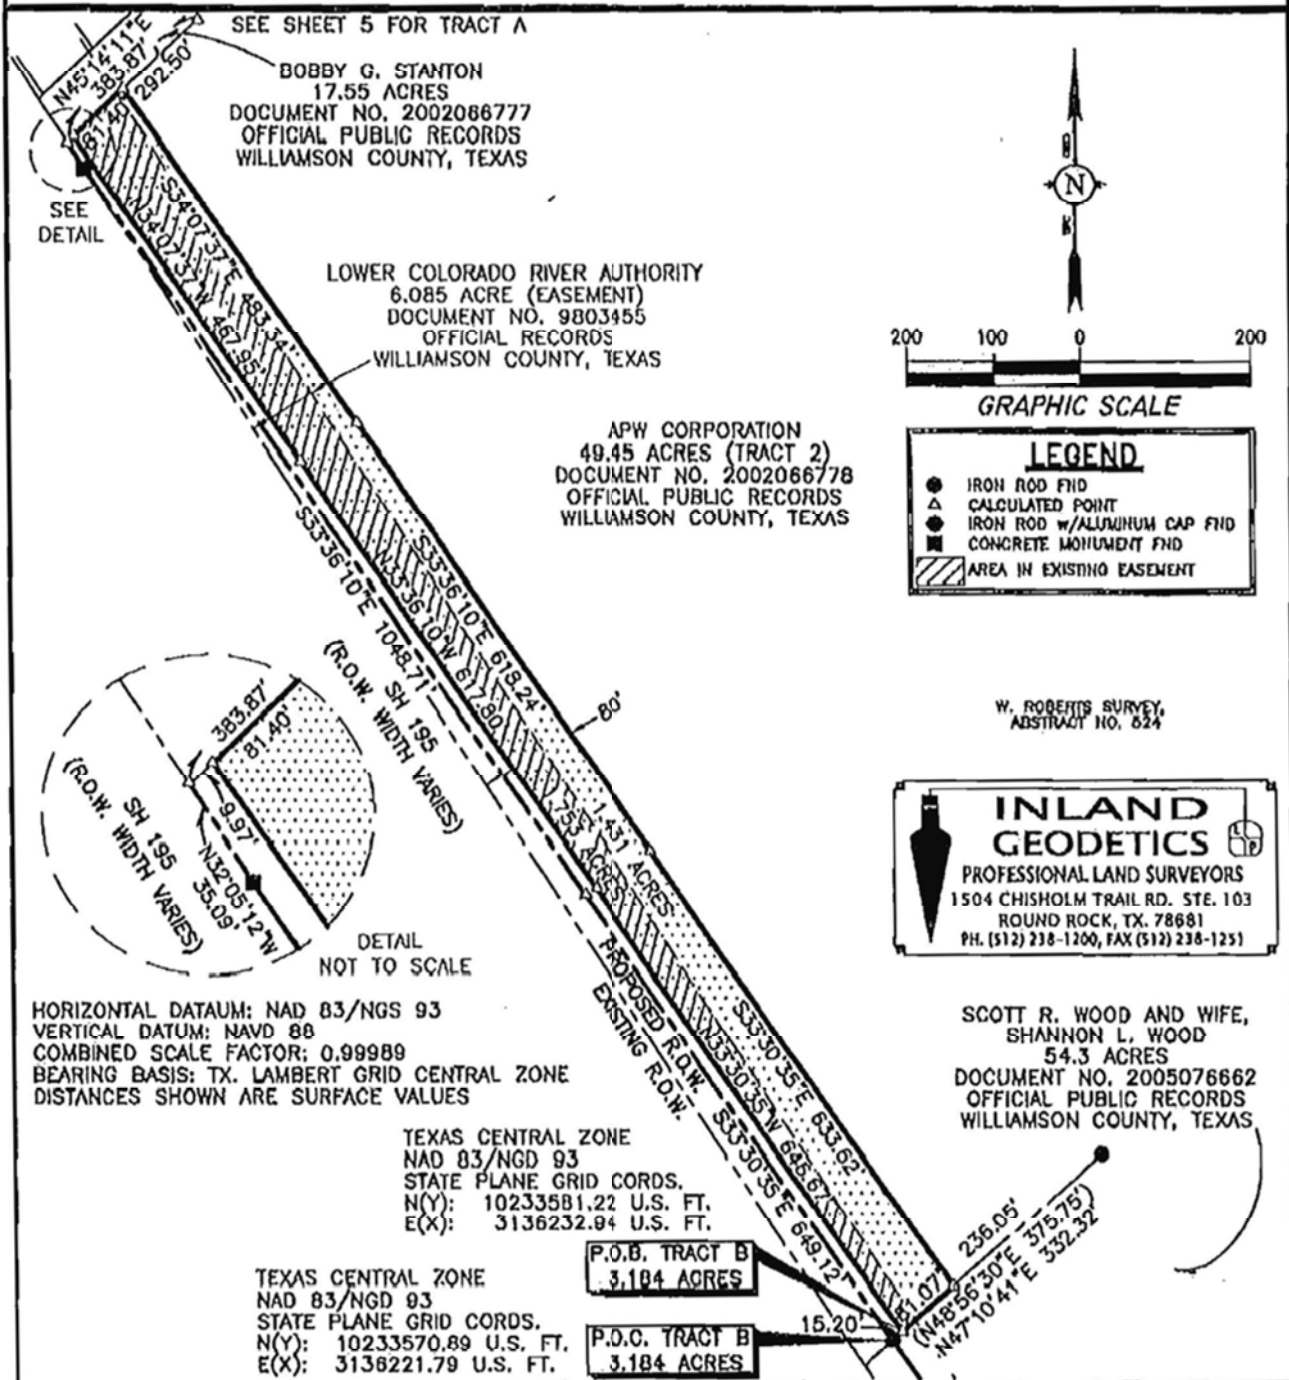 SEE SHEET 5 FOR TRACT A
N45°14'11"E
383.87'
292.50'
81.40'
BOBBY G. STANTON
17.55 ACRES
DOCUMENT NO. 2002066777
OFFICIAL PUBLIC RECORDS
WILLIAMSON COUNTY, TEXAS
SEE
DETAIL
S34°07'37"E 483.34'
N34°07'37"W 467.95'
LOWER COLORADO RIVER AUTHORITY
6.085 ACRE (EASEMENT)
DOCUMENT NO. 9803455
OFFICIAL RECORDS
WILLIAMSON COUNTY, TEXAS
N
200 100 0 200
GRAPHIC SCALE
LEGEND
IRON ROD FND
CALCULATED POINT
IRON ROD w/ALUMINUM CAP FND
CONCRETE MONUMENT FND
AREA IN EXISTING EASEMENT
APW CORPORATION
49.45 ACRES (TRACT 2)
DOCUMENT NO. 2002066778
OFFICIAL PUBLIC RECORDS
WILLIAMSON COUNTY, TEXAS
S33°36'10"E 618.24'
N33°36'10"W 617.80'
S33°36'10"E 1048.71'
SH 195
(R.O.W. WIDTH VARIES)
80'
W. ROBERTS SURVEY,
ABSTRACT NO. 524
383.87'
81.40'
9.97'
N32°05'12"W
35.09'
SH 195
(R.O.W. WIDTH VARIES)
DETAIL
NOT TO SCALE
1.431 ACRES
1.753 ACRES
INLAND
GEODETICS
PROFESSIONAL LAND SURVEYORS
1504 CHISHOLM TRAIL RD. STE. 103
ROUND ROCK, TX. 78681
PH. (512) 238-1200, FAX (512) 238-1251
HORIZONTAL DATAUM: NAD 83/NGS 93
VERTICAL DATUM: NAVD 88
COMBINED SCALE FACTOR: 0.99989
BEARING BASIS: TX. LAMBERT GRID CENTRAL ZONE
DISTANCES SHOWN ARE SURFACE VALUES
PROPOSED R.O.W.
EXISTING R.O.W.
S33°30'35"E 633.62'
N33°30'35"W 646.67'
S33°30'35"E 649.12'
SCOTT R. WOOD AND WIFE,
SHANNON L. WOOD
54.3 ACRES
DOCUMENT NO. 2005076662
OFFICIAL PUBLIC RECORDS
WILLIAMSON COUNTY, TEXAS
TEXAS CENTRAL ZONE
NAD 83/NGD 93
STATE PLANE GRID CORDS.
N(Y): 10233581.22 U.S. FT.
E(X): 3136232.94 U.S. FT.
P.O.B. TRACT B
3.184 ACRES
236.05'
81.07'
(N48°56'30"E 375.75')
N47°10'41"E 332.32'
15.20'
TEXAS CENTRAL ZONE
NAD 83/NGD 93
STATE PLANE GRID CORDS.
N(Y): 10233570.89 U.S. FT.
E(X): 3136221.79 U.S. FT.
P.O.C. TRACT B
3.184 ACRES